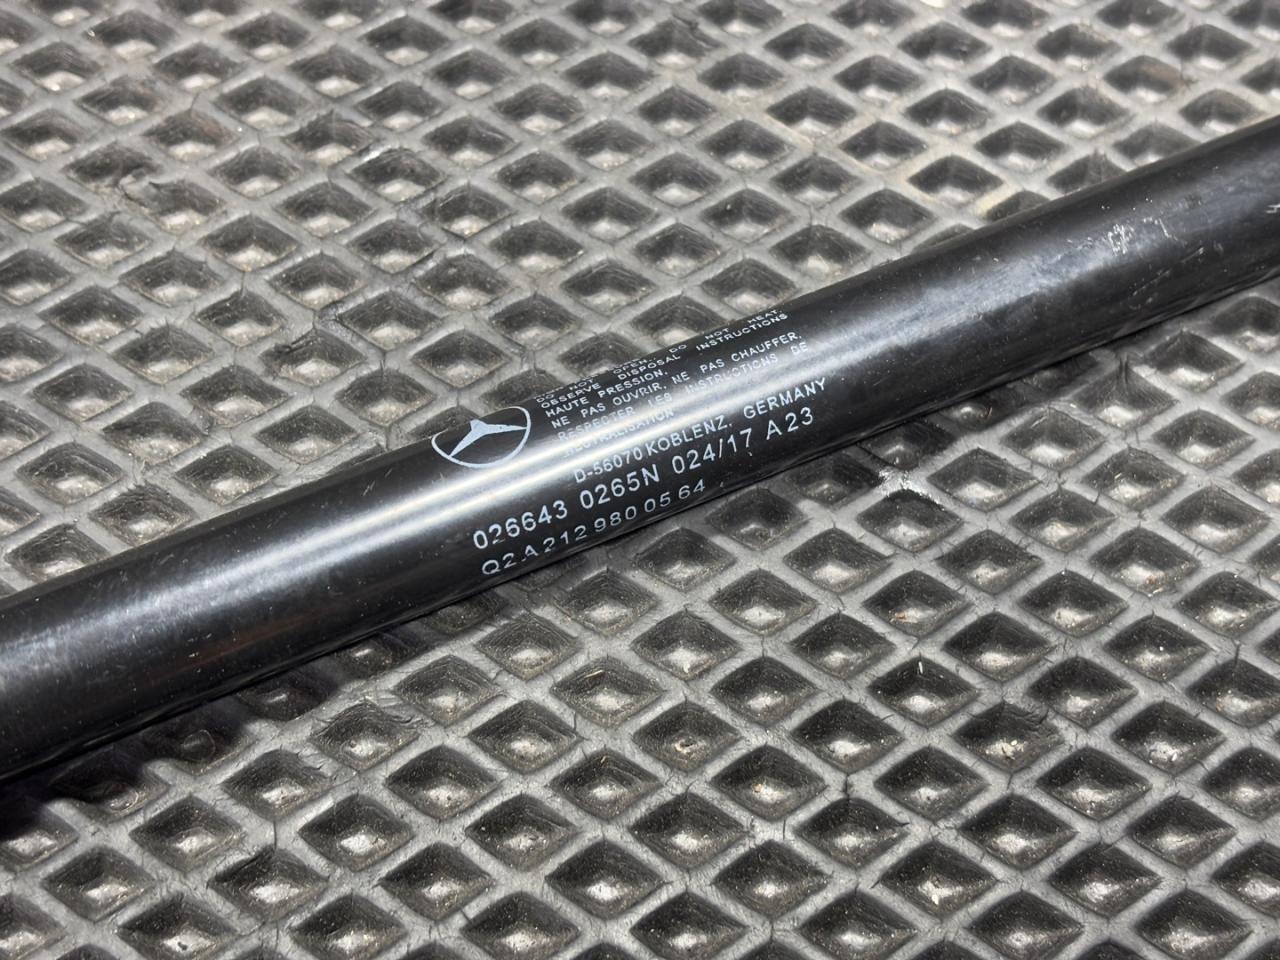 DO NOT OPEN. DO NOT HEAT.
OBSERVE DISPOSAL INSTRUCTIONS
HAUTE PRESSION.
NE PAS OUVRIR, NE PAS CHAUFFER.
RESPECTER LES INSTRUCTIONS DE
NEUTRALISATION
D-56070 KOBLENZ, GERMANY
026643 0265N 024/17 A23
Q2 A 212 980 05 64